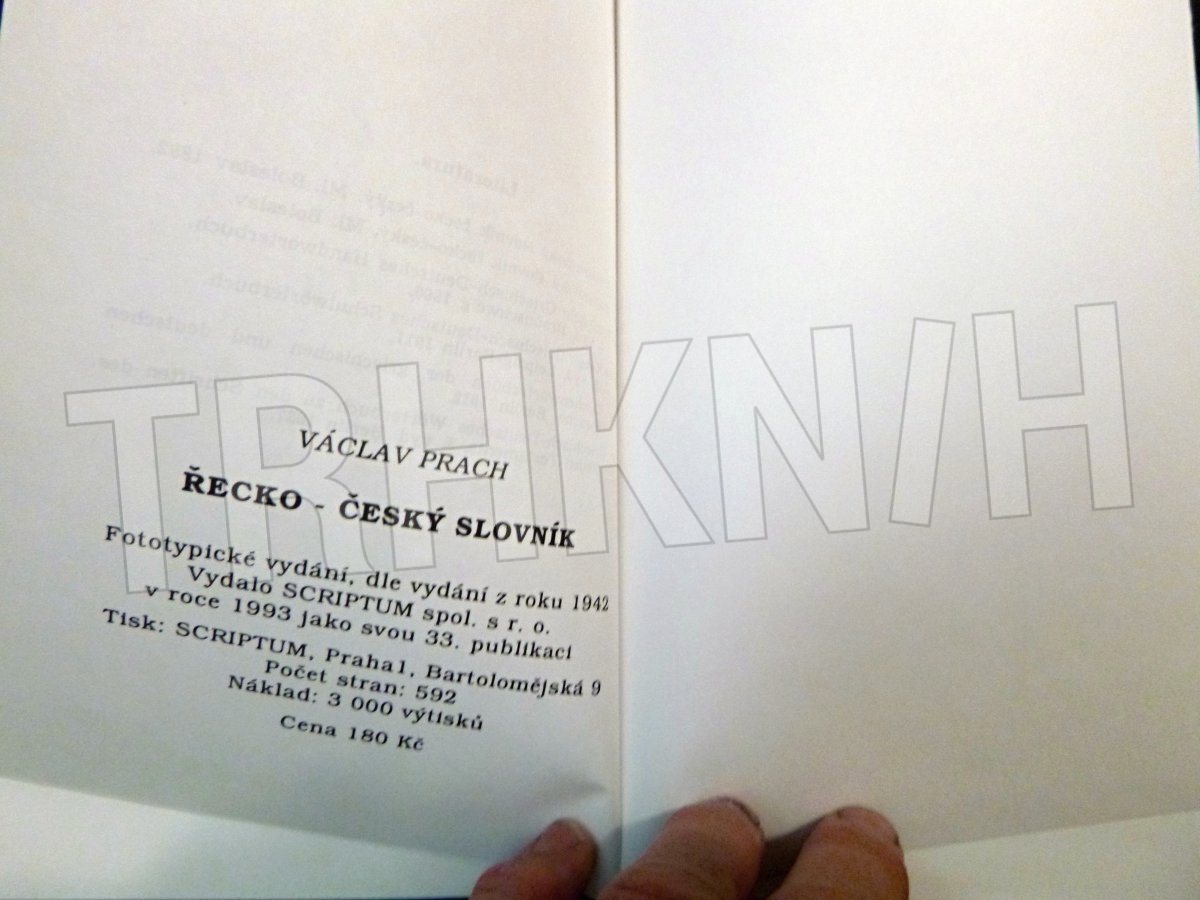 VÁCLAV PRACH
ŘECKO - ČESKÝ SLOVNÍK
Fototypické vydání, dle vydání z roku 1942
Vydalo SCRIPTUM spol. s r. o.
v roce 1993 jako svou 33. publikaci
Tisk: SCRIPTUM, Praha1, Bartolomějská 9
Počet stran: 592
Náklad: 3 000 výtisků
Cena 180 Kč
TRHKNIH